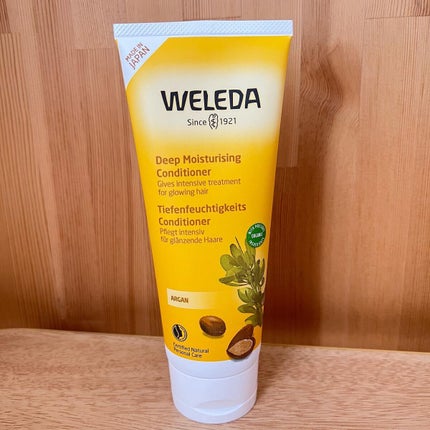 MADE IN
JAPAN
WELEDA
Since 1921
Deep Moisturising
Conditioner
Gives intensive treatment
for glowing hair
Tiefenfeuchtigkeits
Conditioner
Pflegt intensiv
für glänzende Haare
ARGAN
Certified Natural
Personal Care